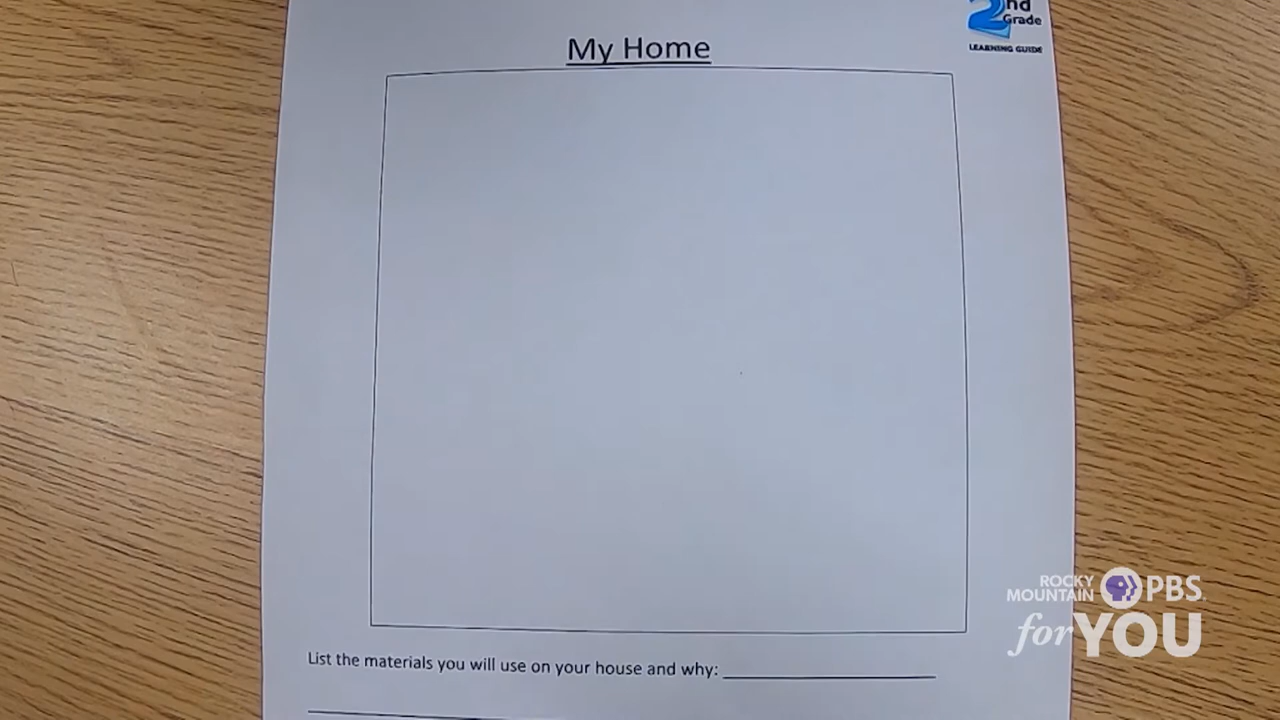 2nd
Grade
LEARNING GUIDE
My Home
List the materials you will use on your house and why:
ROCKY
MOUNTAIN PBS
for YOU